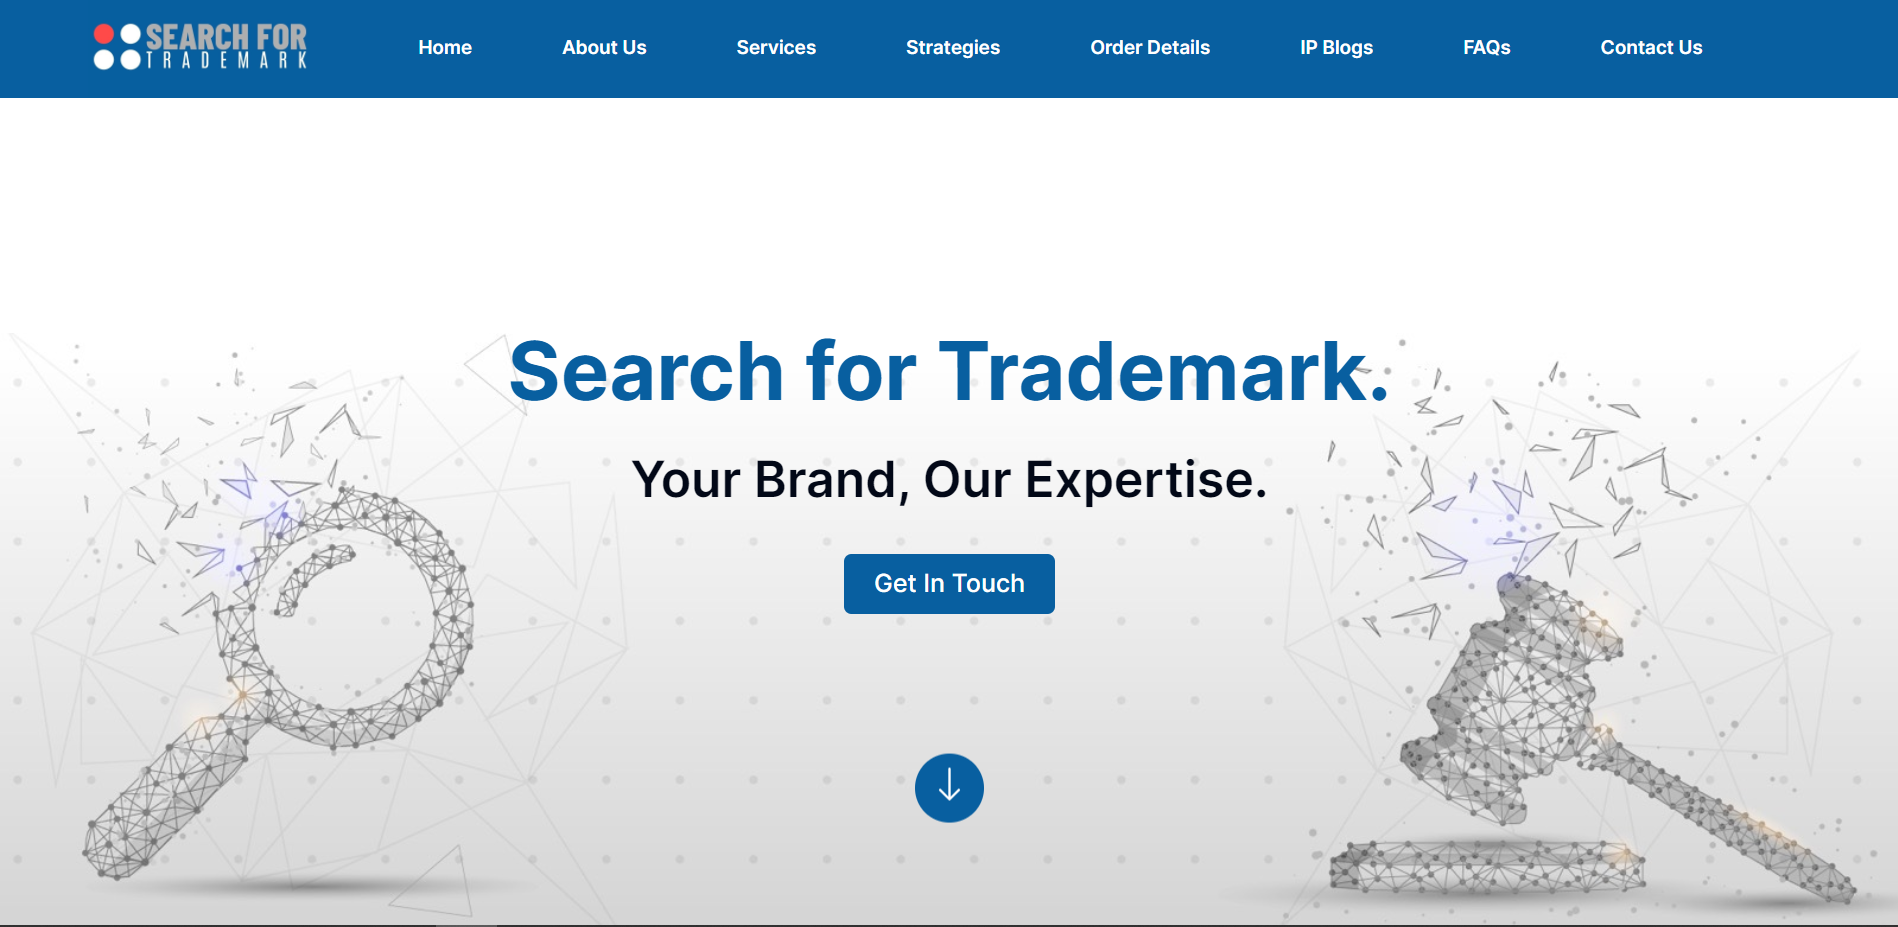 SEARCH FOR
TRADEMARK
Home
About Us
Services
Strategies
Order Details
IP Blogs
FAQs
Contact Us
Search for Trademark.
Your Brand, Our Expertise.
Get In Touch